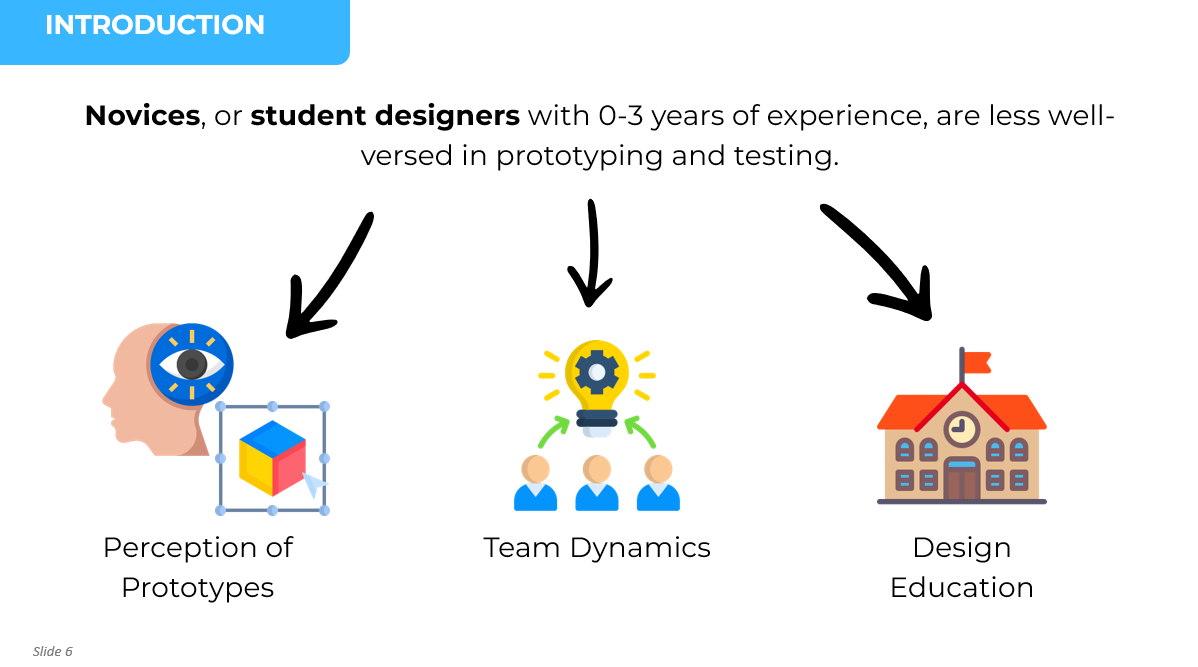 INTRODUCTION
Novices, or student designers with 0-3 years of experience, are less well-
versed in prototyping and testing.
Perception of
Prototypes
Team Dynamics
Design
Education
Slide 6